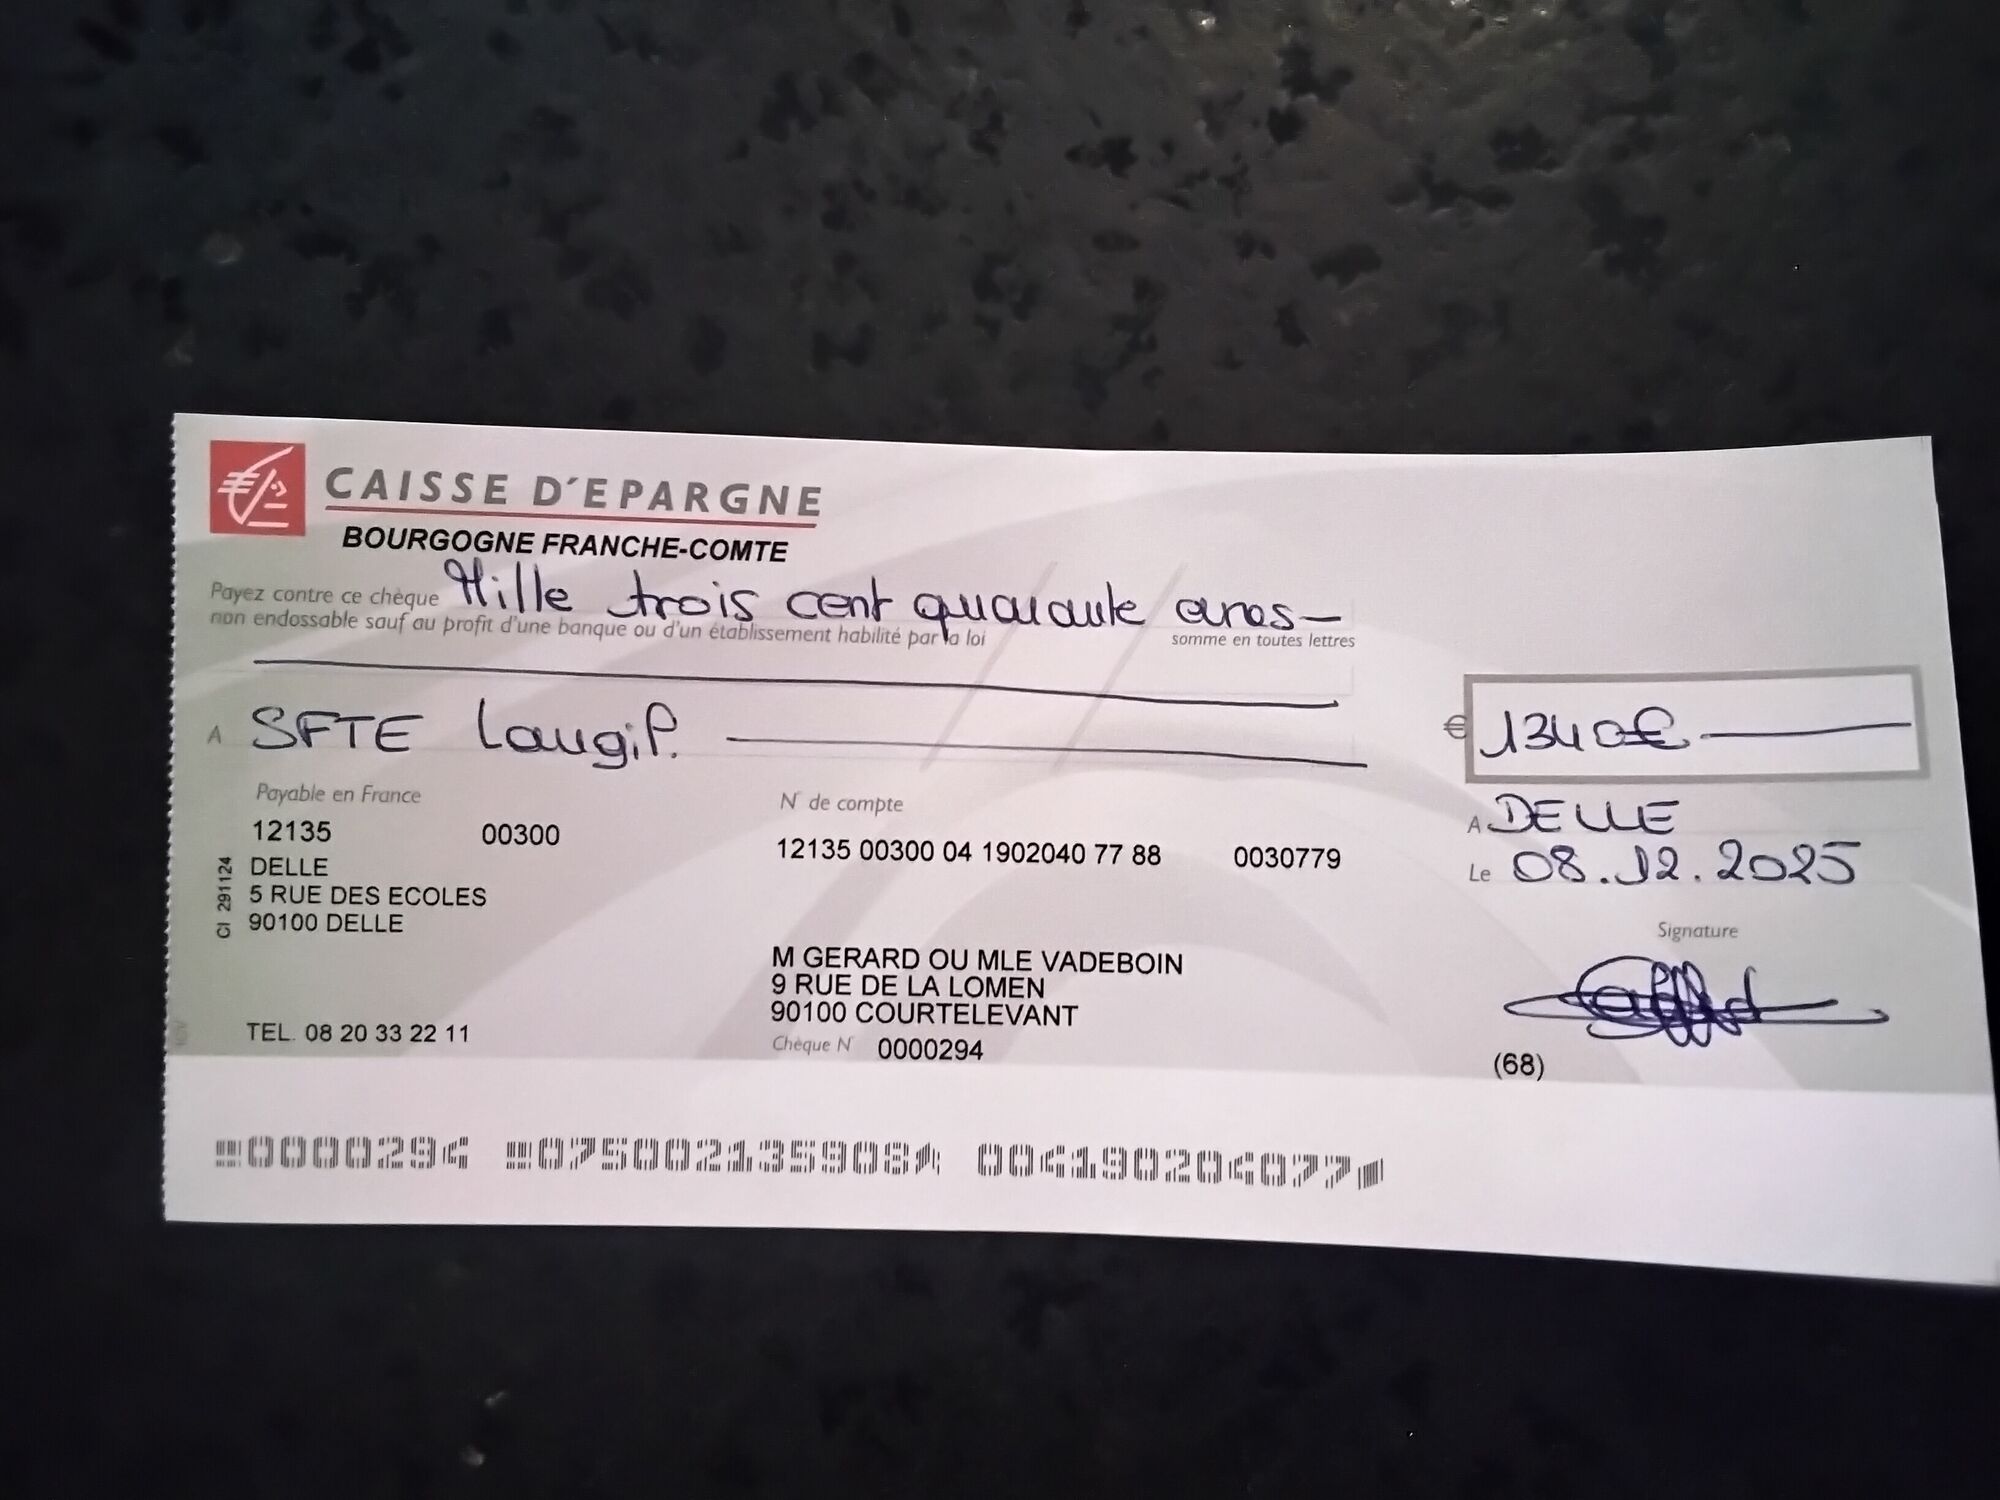 CAISSE D'EPARGNE
BOURGOGNE FRANCHE-COMTE
Payez contre ce chèque Mille trois cent quarante euros
non endossable sauf au profit d'une banque ou d'un établissement habilité par la loi
somme en toutes lettres
A SFTE Laugil.
€ 1340€
Payable en France
N° de compte
12135 00300
12135 00300 04 1902040 77 88 0030779
A DELLE
Le 08.12.2025
DELLE
5 RUE DES ECOLES
90100 DELLE
CI 291124
Signature
M GERARD OU MLE VADEBOIN
9 RUE DE LA LOMEN
90100 COURTELEVANT
TEL. 08 20 33 22 11
Chèque N° 0000294
(68)
0000294 075002135908 004190204077